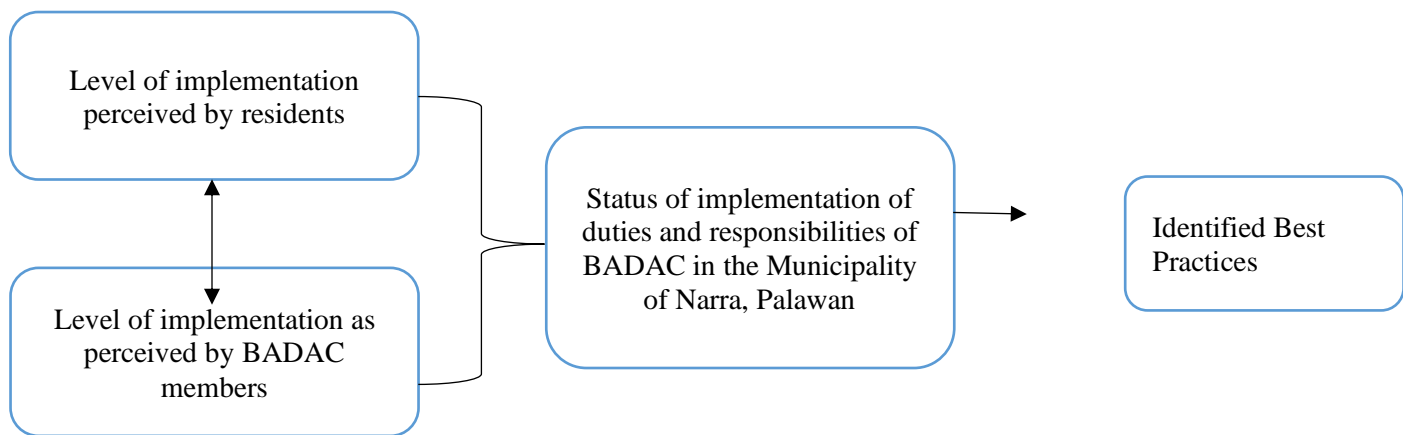 Level of implementation
perceived by residents
Level of implementation as
perceived by BADAC
members
Status of implementation of
duties and responsibilities of
BADAC in the Municipality
of Narra, Palawan
Identified Best
Practices